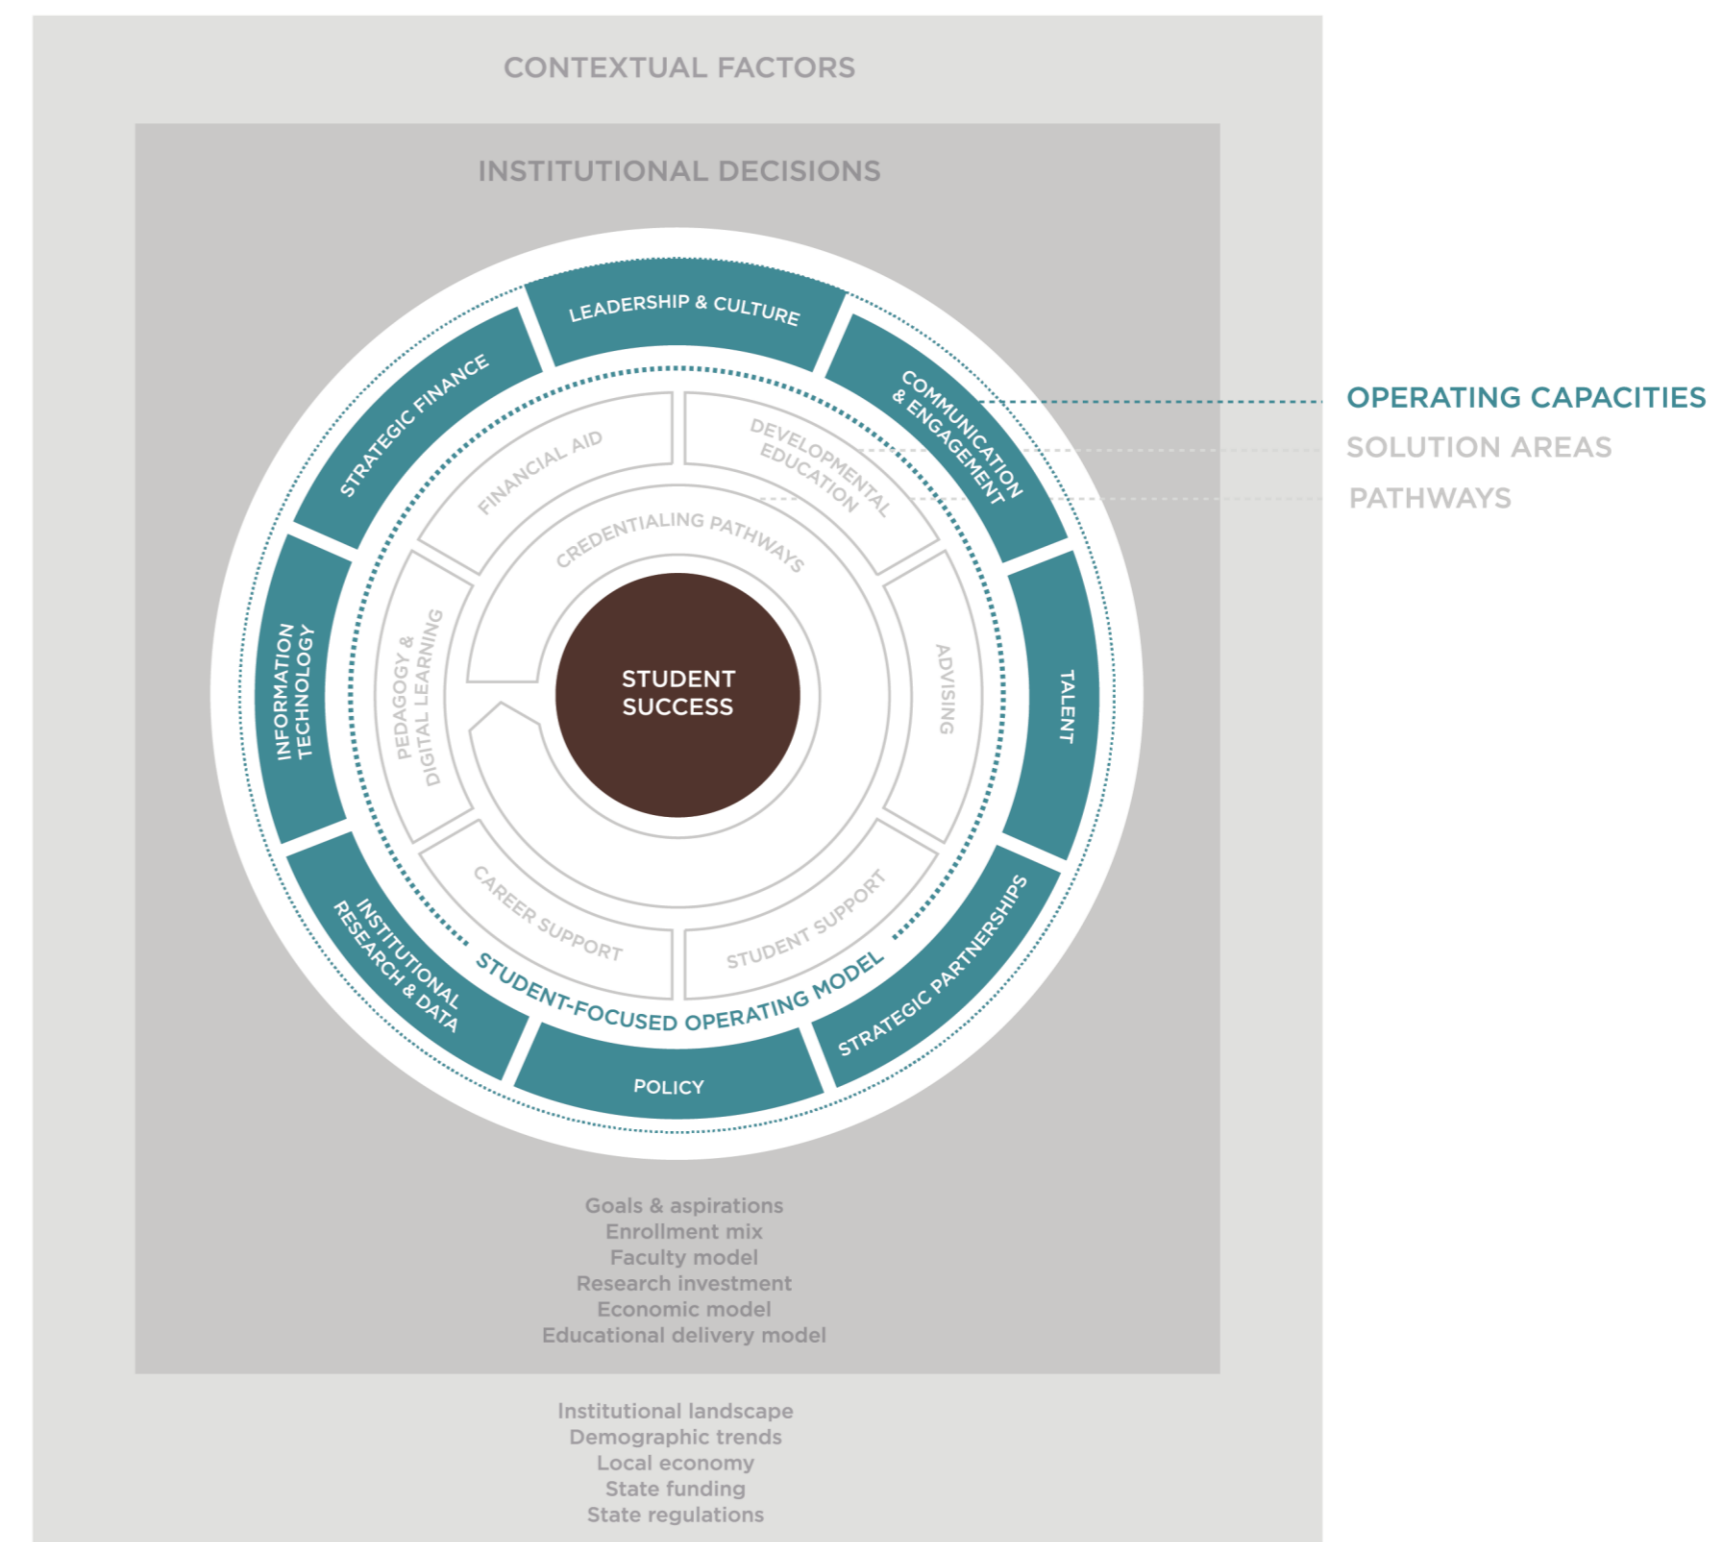 CONTEXTUAL FACTORS
INSTITUTIONAL DECISIONS
LEADERSHIP & CULTURE
COMMUNICATION
& ENGAGEMENT
TALENT
STRATEGIC PARTNERSHIPS
POLICY
INSTITUTIONAL
RESEARCH & DATA
INFORMATION
TECHNOLOGY
STRATEGIC FINANCE
STUDENT-FOCUSED OPERATING MODEL
FINANCIAL AID
DEVELOPMENTAL
EDUCATION
ADVISING
STUDENT SUPPORT
CAREER SUPPORT
PEDAGOGY &
DIGITAL LEARNING
CREDENTIALING PATHWAYS
STUDENT
SUCCESS
OPERATING CAPACITIES
SOLUTION AREAS
PATHWAYS
Goals & aspirations
Enrollment mix
Faculty model
Research investment
Economic model
Educational delivery model
Institutional landscape
Demographic trends
Local economy
State funding
State regulations